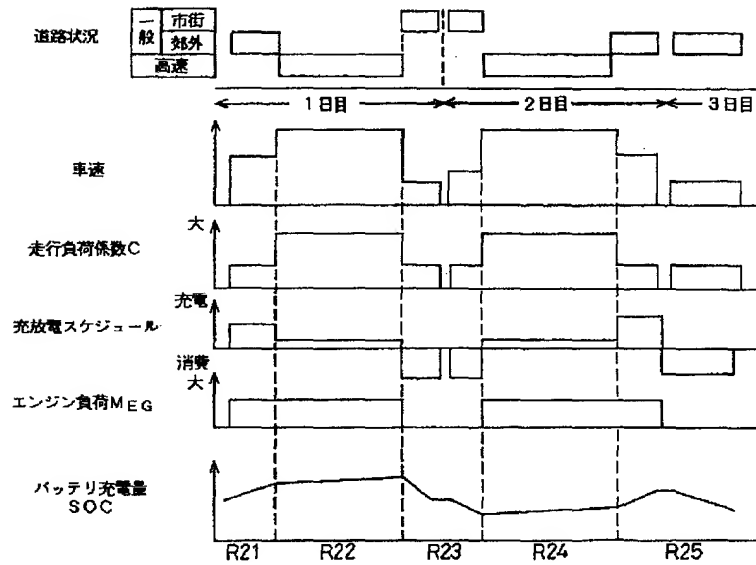 道路状況
一般
市街
郊外
高速
1日目
2日目
3日目
車速
大
走行負荷係数C
充電
充放電スケジュール
消費
大
エンジン負荷MEG
バッテリ充電量
SOC
R21
R22
R23
R24
R25